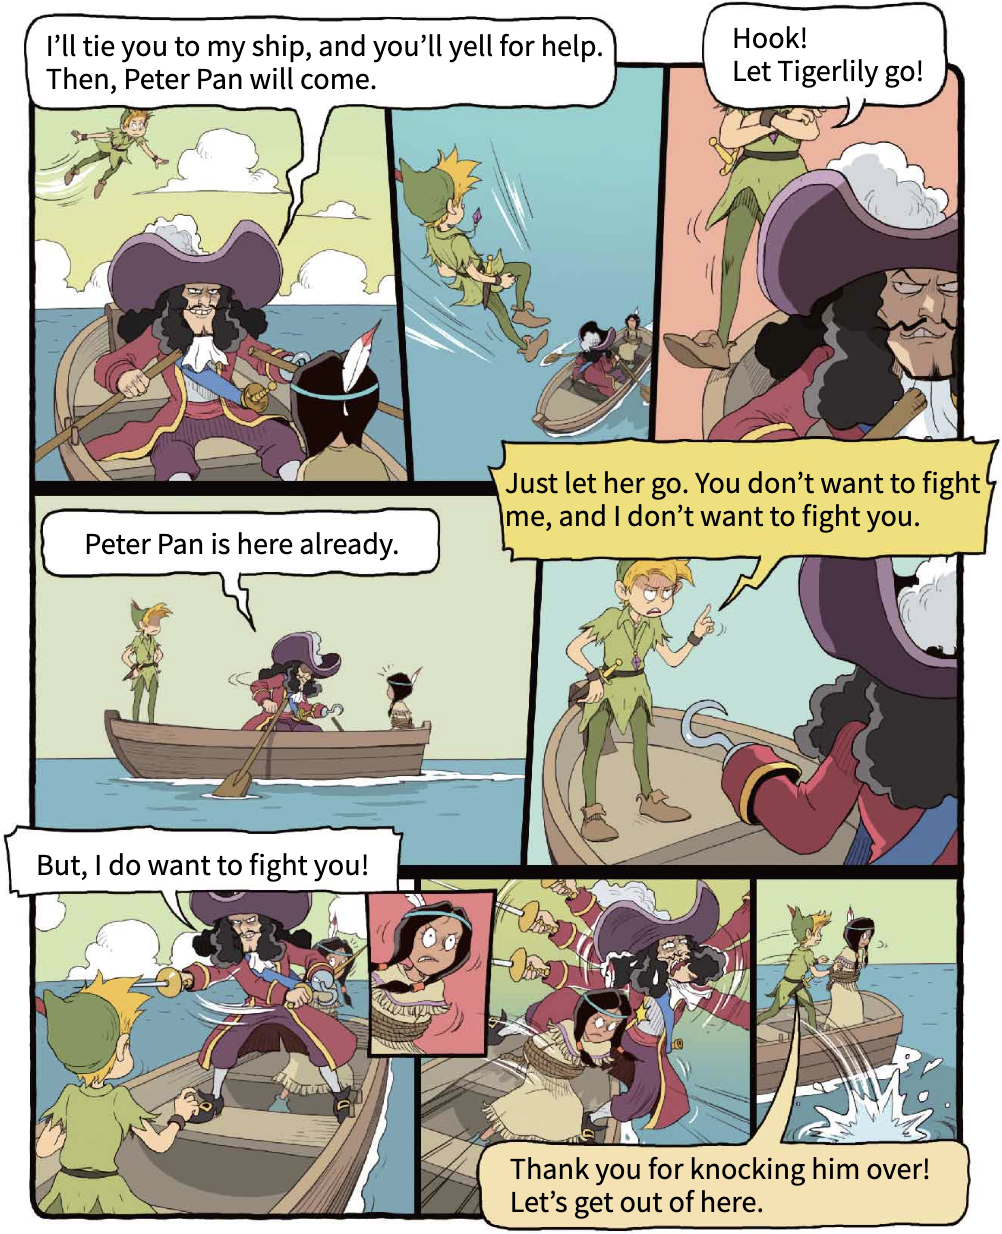 I'll tie you to my ship, and you'll yell for help.
Then, Peter Pan will come.
Hook!
Let Tigerlily go!
Peter Pan is here already.
Just let her go. You don't want to fight
me, and I don't want to fight you.
But, I do want to fight you!
Thank you for knocking him over!
Let's get out of here.